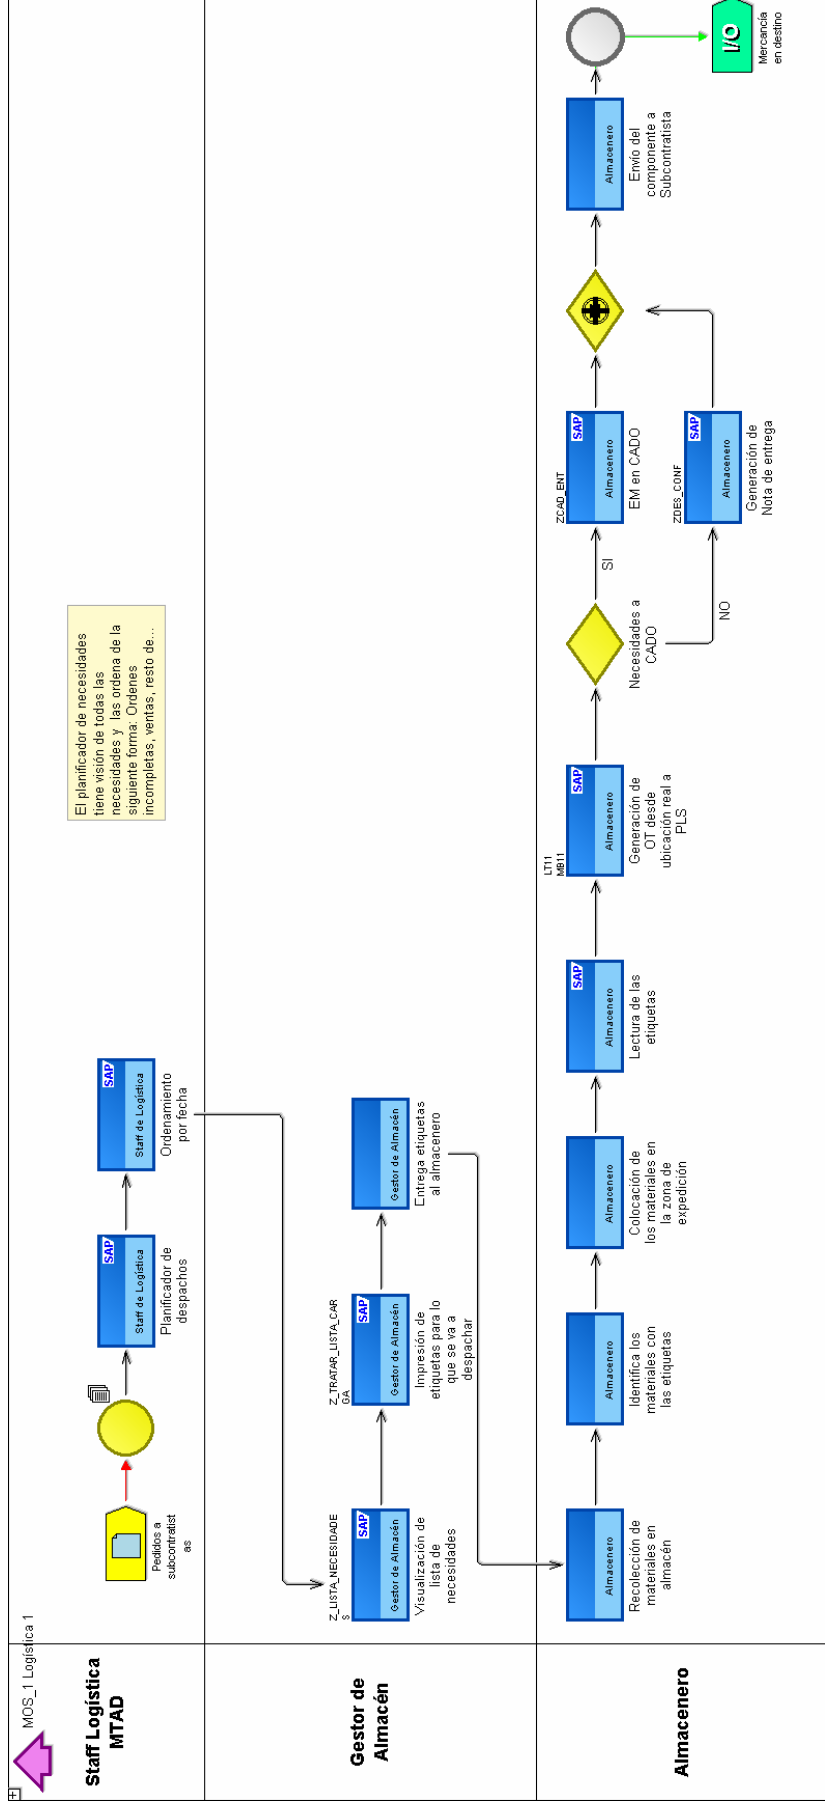 MOS_1 Logística 1
Staff Logística
MTAD
Pedidos a
subcontratist
as
SAP
Staff de Logística
Planificador de
despachos
SAP
Staff de Logística
Ordenamiento
por fecha
El planificador de necesidades
tiene visión de todas las
necesidades y las ordena de la
siguiente forma: Ordenes
incompletas, ventas, resto de...
Gestor de
Almacén
Z_LISTA_NECESIDADE
S
SAP
Gestor de Almacén
Visualización de
lista de
necesidades
Z_TRATAR_LISTA_CAR
GA
SAP
Gestor de Almacén
Impresión de
etiquetas para lo
que se va a
despachar
Gestor de Almacén
Entrega etiquetas
al almacenero
Almacenero
Almacenero
Recolección de
materiales en
almacén
Almacenero
Identifica los
materiales con
las etiquetas
Almacenero
Colocación de
los materiales en
la zona de
expedición
SAP
Almacenero
Lectura de las
etiquetas
LT11
MB11
SAP
Almacenero
Generación de
OT desde
ubicación real a
PLS
Necesidades a
CADO
SI
NO
ZCAD_ENT
SAP
Almacenero
EM en CADO
ZDES_CONF
SAP
Almacenero
Generación de
Nota de entrega
Almacenero
Envío del
componente a
Subcontratista
I/O
Mercancía
en destino